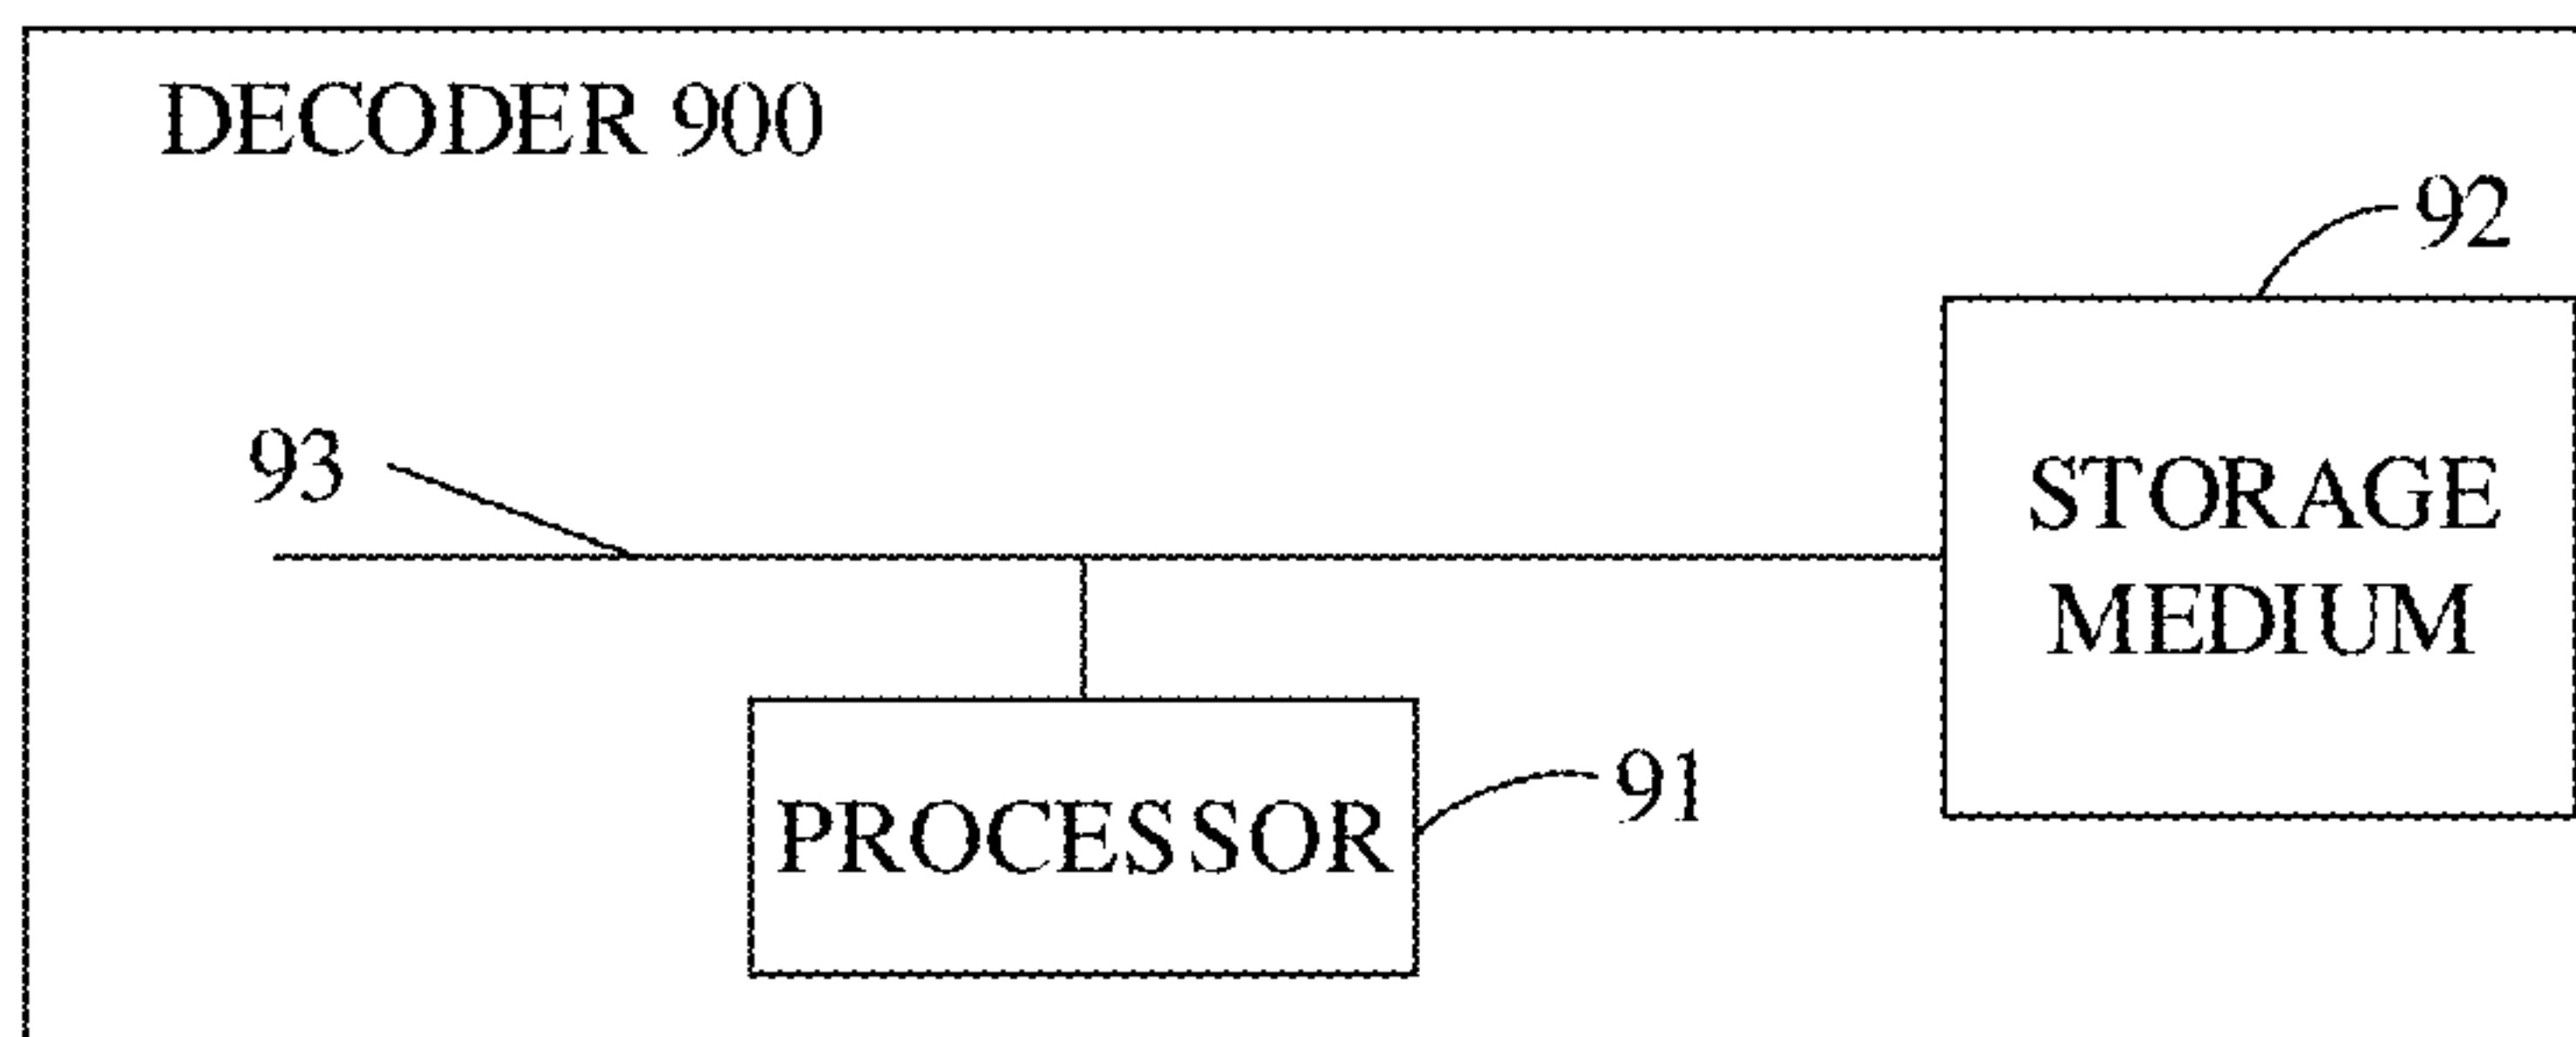 DECODER 900
92
93
STORAGE
MEDIUM
91
PROCESSOR